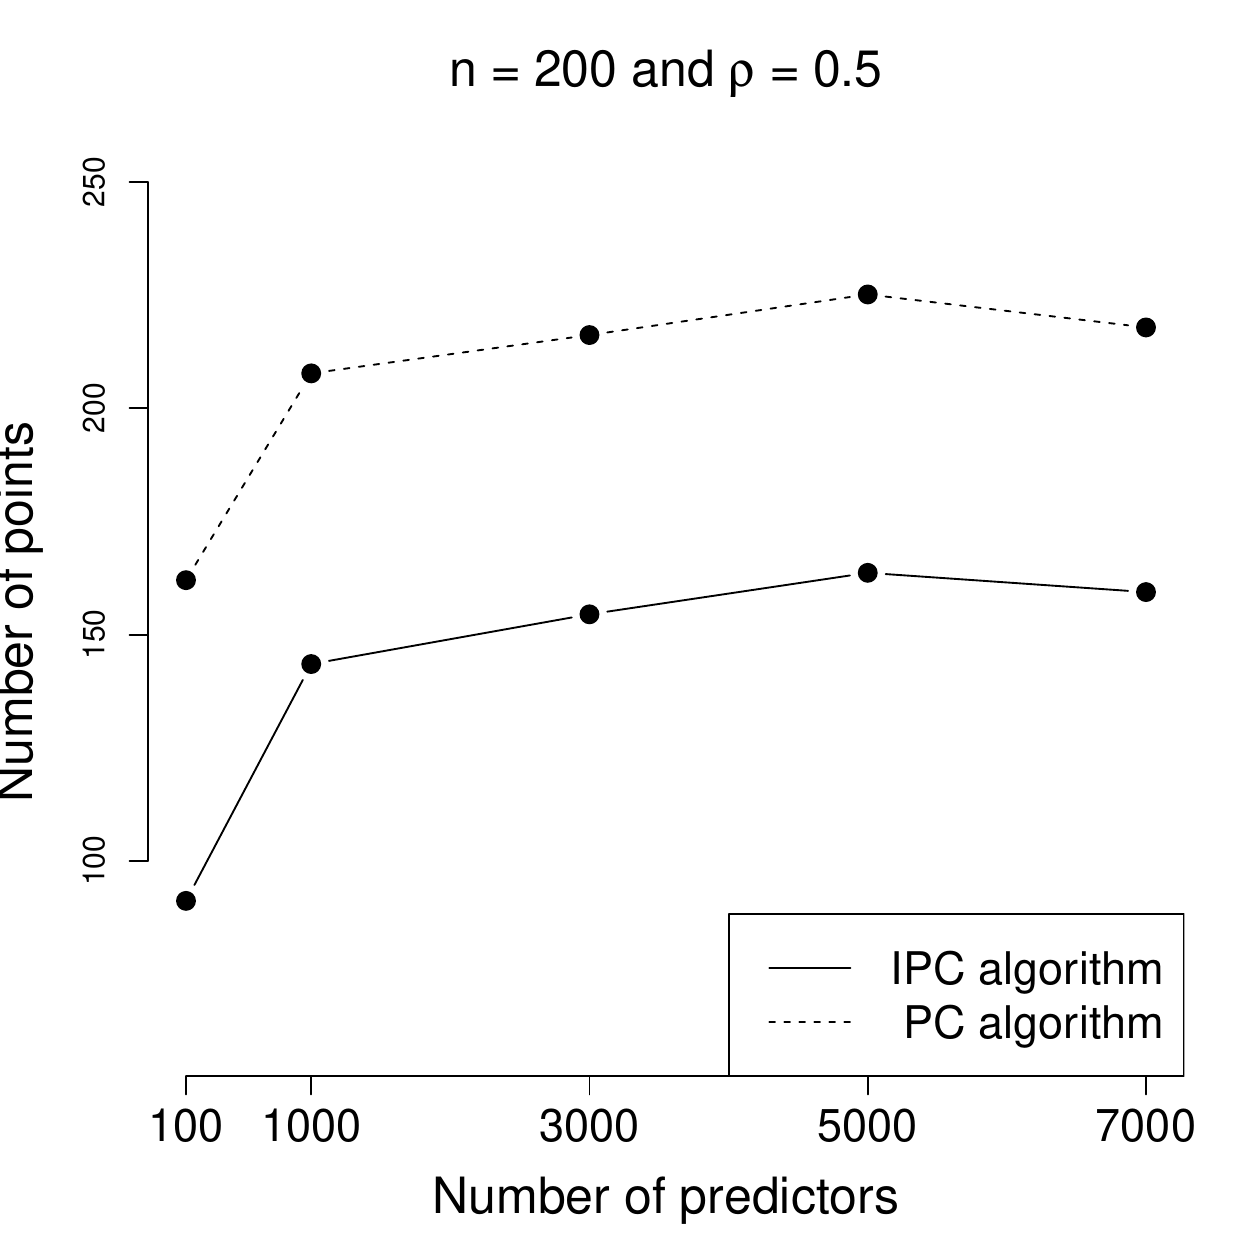 n = 200 and ρ = 0.5
Number of points
250
200
150
100
IPC algorithm
PC algorithm
100 1000 3000 5000 7000
Number of predictors